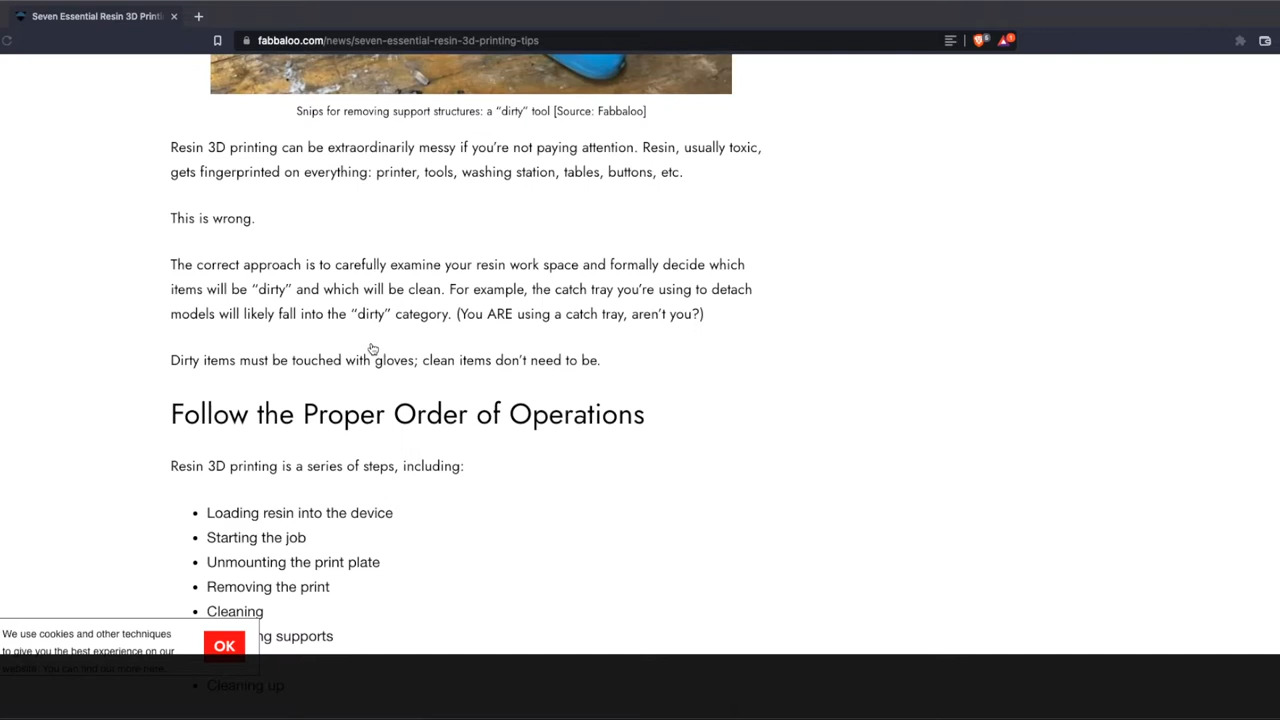 Seven Essential Resin 3D Printi
fabbaloo.com/news/seven-essential-resin-3d-printing-tips
Snips for removing support structures: a “dirty” tool [Source: Fabbaloo]
Resin 3D printing can be extraordinarily messy if you’re not paying attention. Resin, usually toxic,
gets fingerprinted on everything: printer, tools, washing station, tables, buttons, etc.
This is wrong.
The correct approach is to carefully examine your resin work space and formally decide which
items will be “dirty” and which will be clean. For example, the catch tray you’re using to detach
models will likely fall into the “dirty” category. (You ARE using a catch tray, aren’t you?)
Dirty items must be touched with gloves; clean items don’t need to be.
Follow the Proper Order of Operations
Resin 3D printing is a series of steps, including:
• Loading resin into the device
• Starting the job
• Unmounting the print plate
• Removing the print
• Cleaning
ng supports
• Cleaning up
We use cookies and other techniques
to give you the best experience on our
website. You can find out more here.
OK